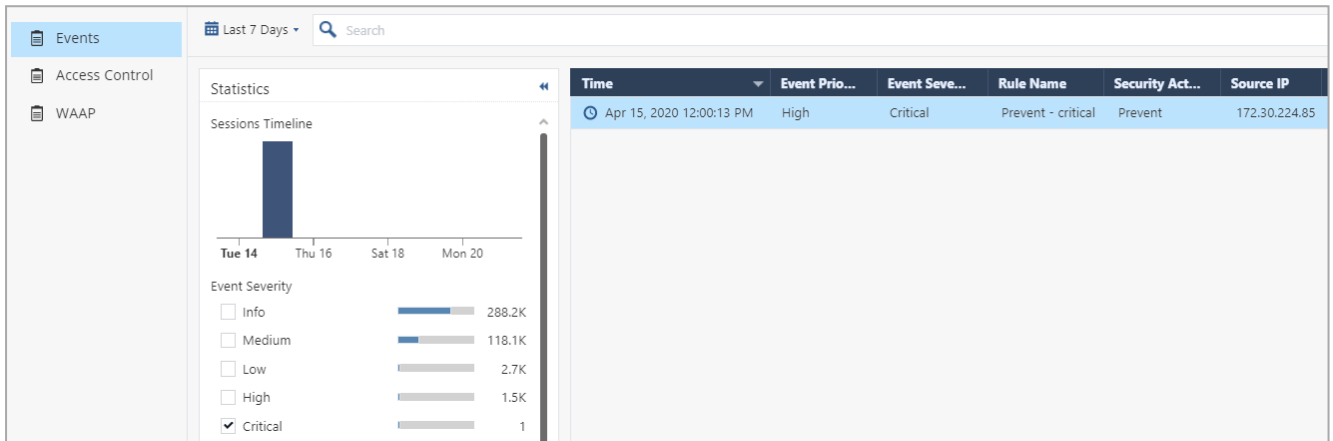 Events
Access Control
WAAP
Last 7 Days
Search
Statistics
Sessions Timeline
Tue 14 Thu 16 Sat 18 Mon 20
Event Severity
Info 288.2K
Medium 118.1K
Low 2.7K
High 1.5K
Critical 1
Time Event Prio... Event Seve... Rule Name Security Act... Source IP
Apr 15, 2020 12:00:13 PM High Critical Prevent - critical Prevent 172.30.224.85